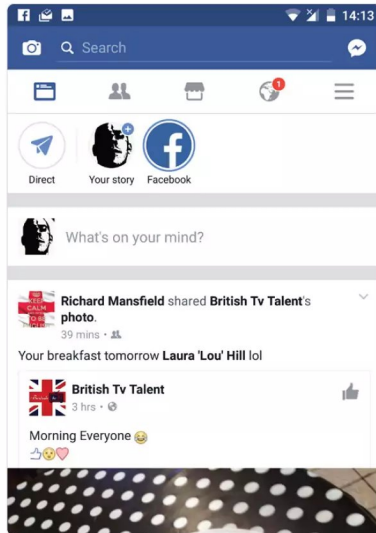 14:13
Search
1
Direct
Your story
Facebook
What's on your mind?
Richard Mansfield shared British Tv Talent's
photo.
39 mins
Your breakfast tomorrow Laura 'Lou' Hill lol
British Tv Talent
3 hrs
Morning Everyone